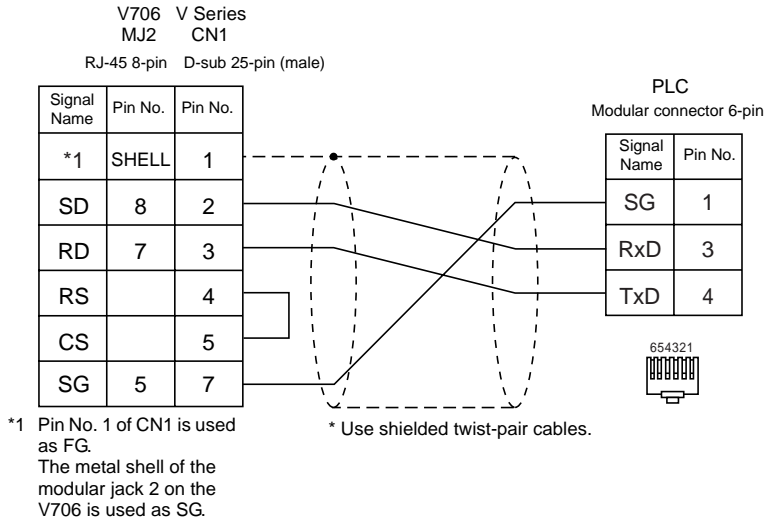 V706 V Series
MJ2 CN1
RJ-45 8-pin D-sub 25-pin (male)
Signal Name Pin No. Pin No.
*1 SHELL 1
SD 8 2
RD 7 3
RS 4
CS 5
SG 5 7
PLC
Modular connector 6-pin
Signal Name Pin No.
SG 1
RxD 3
TxD 4
654321
*1 Pin No. 1 of CN1 is used
as FG.
The metal shell of the
modular jack 2 on the
V706 is used as SG.
* Use shielded twist-pair cables.